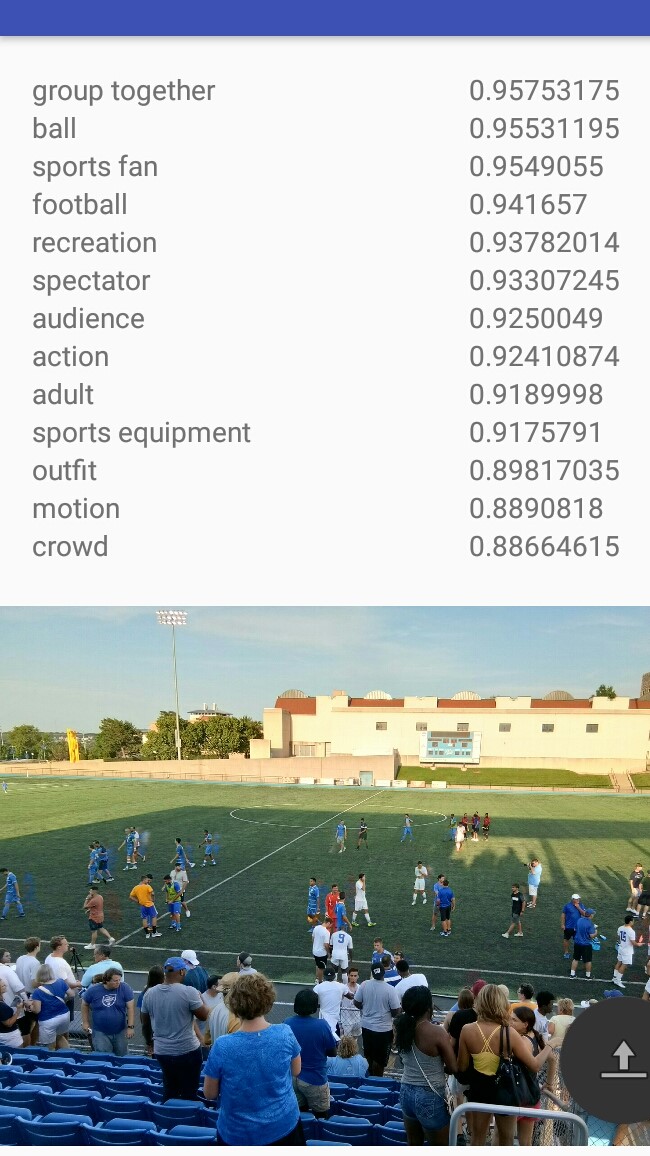 group together 0.95753175
ball 0.95531195
sports fan 0.9549055
football 0.941657
recreation 0.93782014
spectator 0.93307245
audience 0.9250049
action 0.92410874
adult 0.9189998
sports equipment 0.9175791
outfit 0.89817035
motion 0.8890818
crowd 0.88664615
9
15